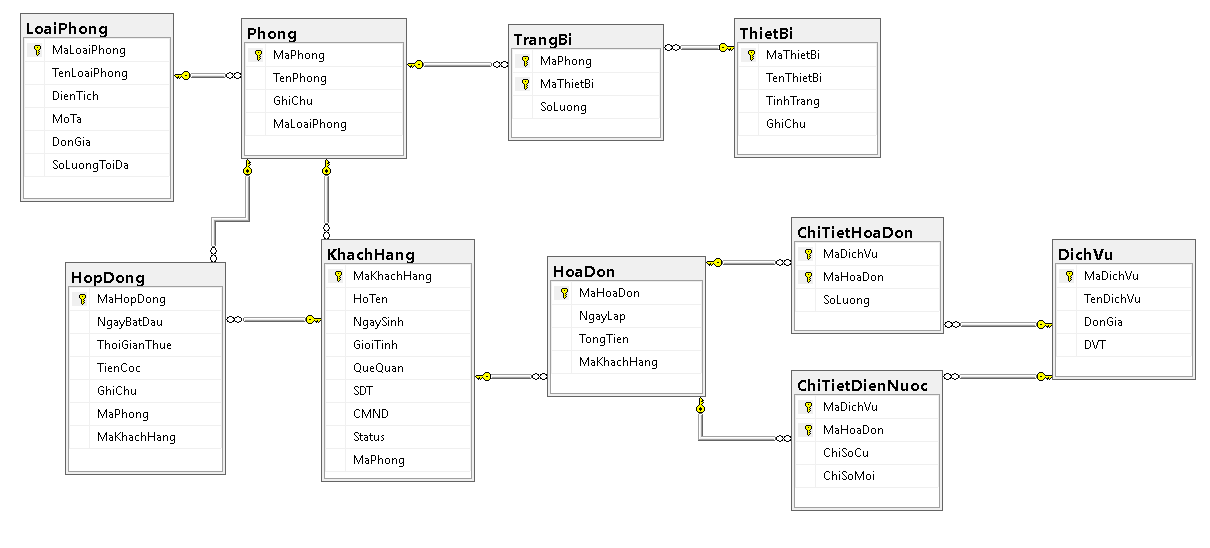 LoaiPhong
MaLoaiPhong
TenLoaiPhong
DienTich
MoTa
DonGia
SoLuongToiDa
Phong
MaPhong
TenPhong
GhiChu
MaLoaiPhong
TrangBi
MaPhong
MaThietBi
SoLuong
ThietBi
MaThietBi
TenThietBi
TinhTrang
GhiChu
HopDong
MaHopDong
NgayBatDau
ThoiGianThue
TienCoc
GhiChu
MaPhong
MaKhachHang
KhachHang
MaKhachHang
HoTen
NgaySinh
GioiTinh
QueQuan
SDT
CMND
Status
MaPhong
HoaDon
MaHoaDon
NgayLap
TongTien
MaKhachHang
ChiTietHoaDon
MaDichVu
MaHoaDon
SoLuong
ChiTietDienNuoc
MaDichVu
MaHoaDon
ChiSoCu
ChiSoMoi
DichVu
MaDichVu
TenDichVu
DonGia
DVT